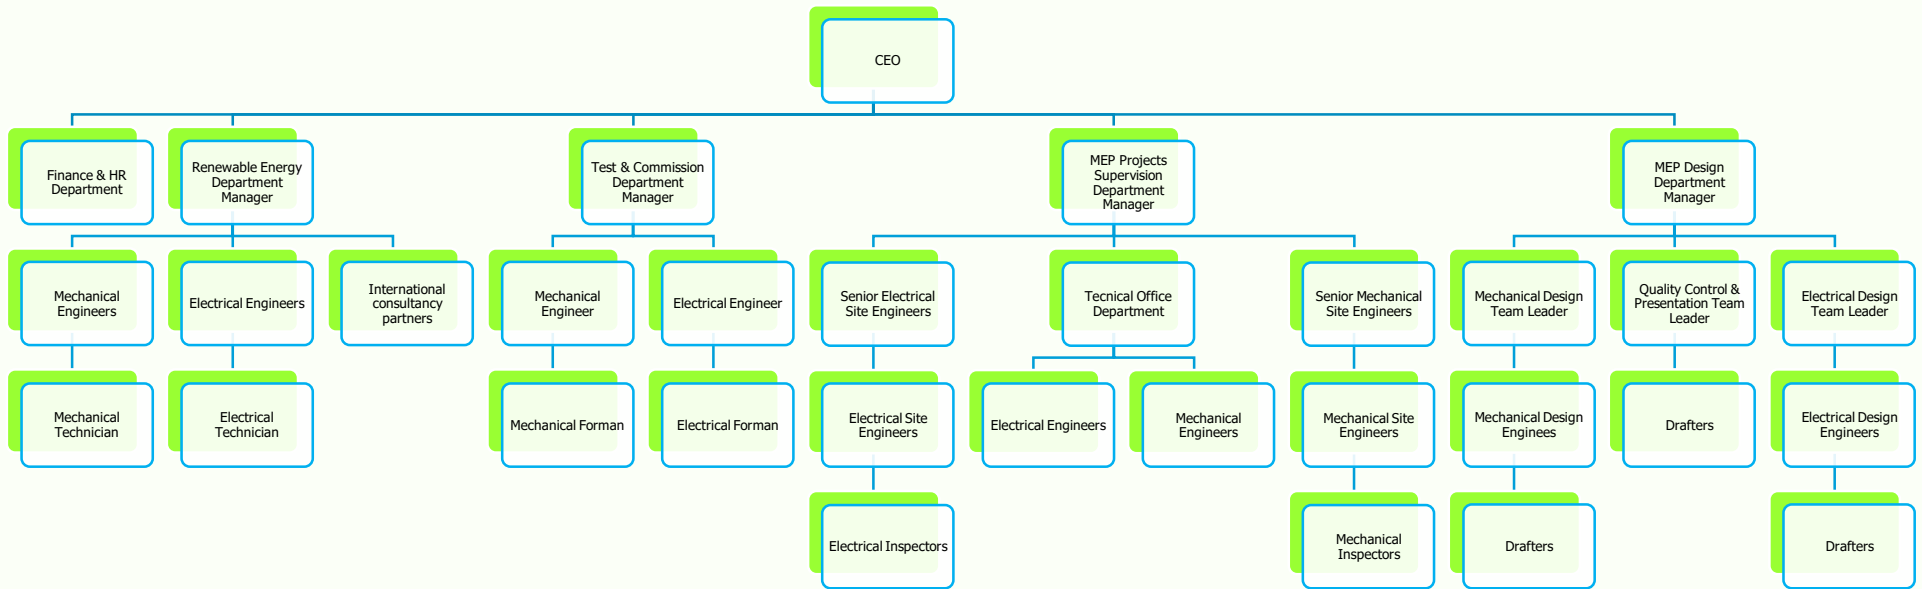 CEO
Finance & HR
Department
Renewable Energy
Department
Manager
Test & Commission
Department
Manager
MEP Projects
Supervision
Department
Manager
MEP Design
Department
Manager
Mechanical
Engineers
Electrical Engineers
International
consultancy
partners
Mechanical
Engineer
Electrical Engineer
Senior Electrical
Site Engineers
Tecnical Office
Department
Senior Mechanical
Site Engineers
Mechanical Design
Team Leader
Quality Control &
Presentation Team
Leader
Electrical Design
Team Leader
Mechanical
Technician
Electrical
Technician
Mechanical Forman
Electrical Forman
Electrical Site
Engineers
Electrical Engineers
Mechanical
Engineers
Mechanical Site
Engineers
Mechanical Design
Enginees
Drafters
Electrical Design
Engineers
Electrical Inspectors
Mechanical
Inspectors
Drafters
Drafters